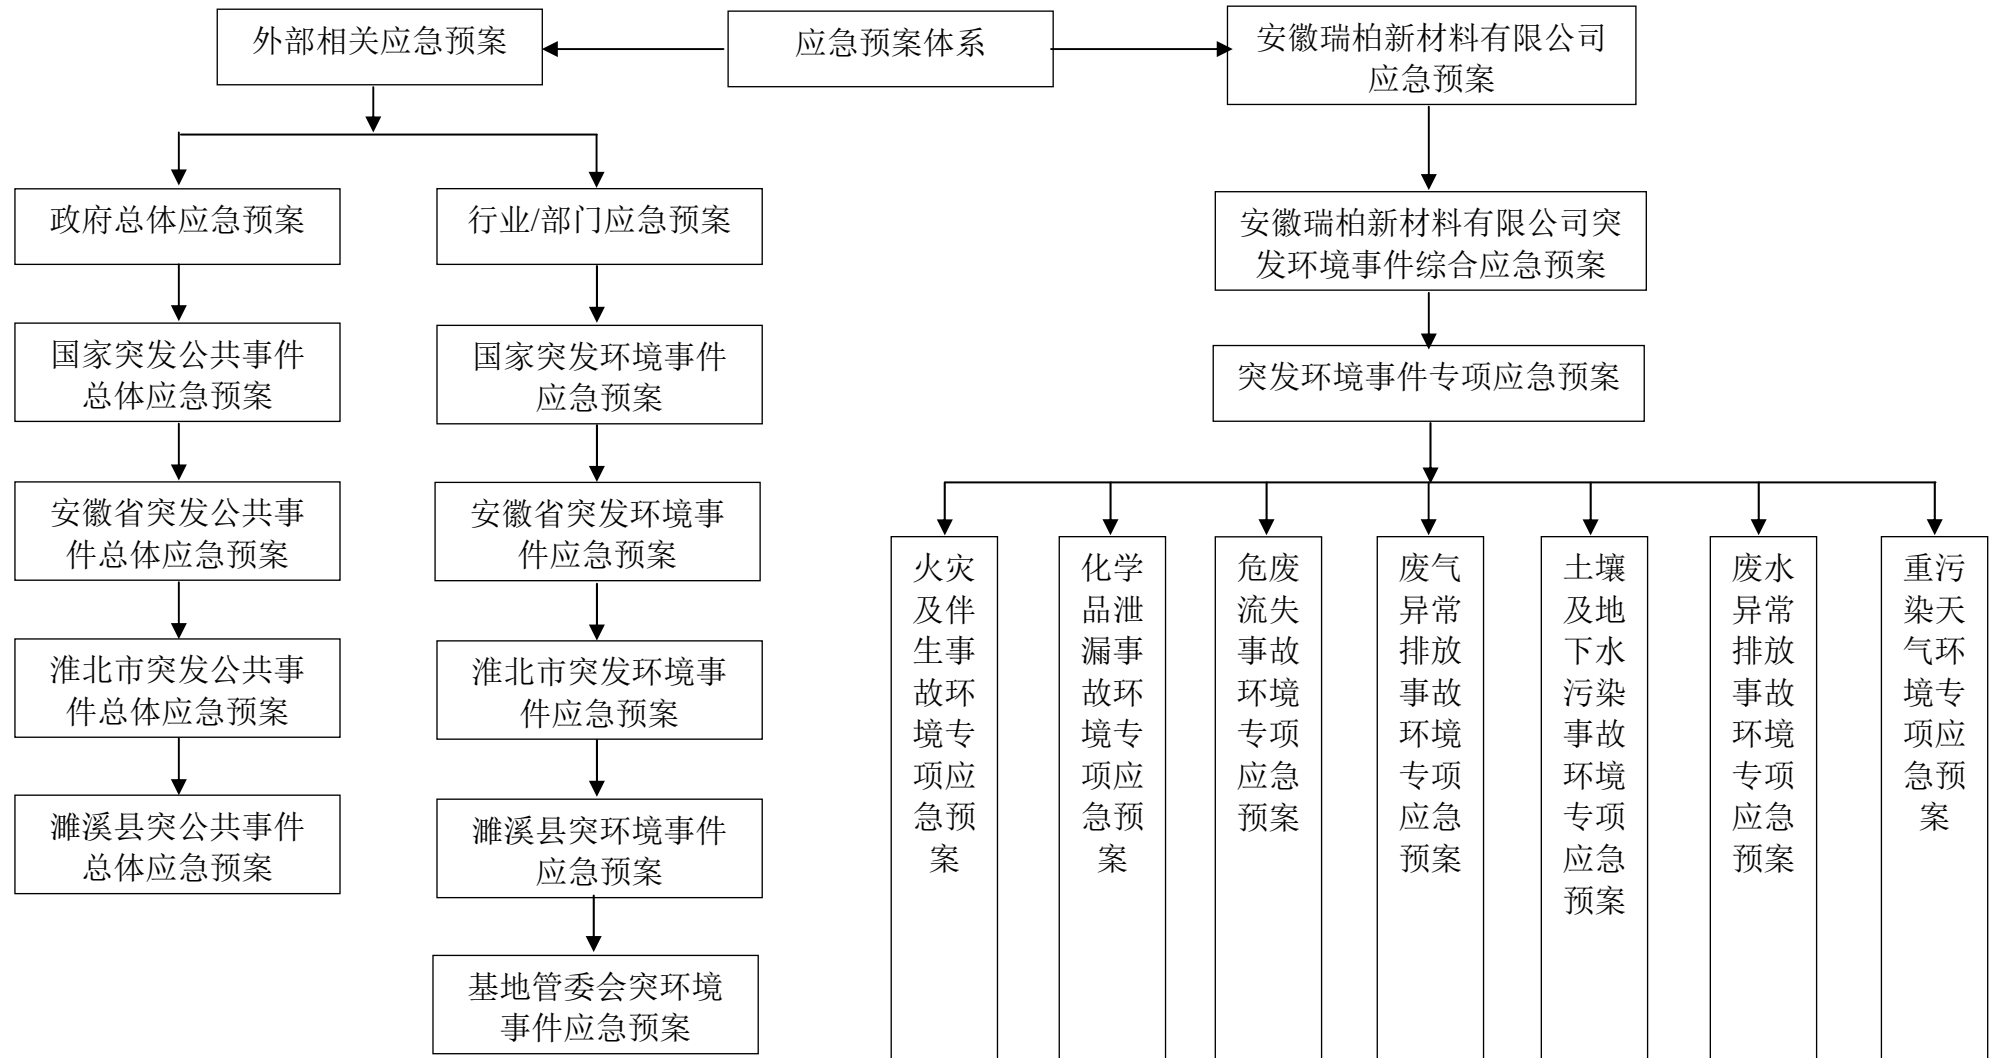 外部相关应急预案
应急预案体系
安徽瑞柏新材料有限公司
应急预案
政府总体应急预案
行业/部门应急预案
安徽瑞柏新材料有限公司突
发环境事件综合应急预案
国家突发公共事件
总体应急预案
国家突发环境事件
应急预案
突发环境事件专项应急预案
安徽省突发公共事
件总体应急预案
安徽省突发环境事
件应急预案
淮北市突发公共事
件总体应急预案
淮北市突发环境事
件应急预案
濉溪县突公共事件
总体应急预案
濉溪县突环境事件
应急预案
基地管委会突环境
事件应急预案
火灾
及伴
生事
故环
境专
项应
急预
案
化学
品泄
漏事
故环
境专
项应
急预
案
危废
流失
事故
环境
专项
应急
预案
废气
异常
排放
事故
环境
专项
应急
预案
土壤
及地
下水
污染
事故
环境
专项
应急
预案
废水
异常
排放
事故
环境
专项
应急
预案
重污
染天
气环
境专
项应
急预
案